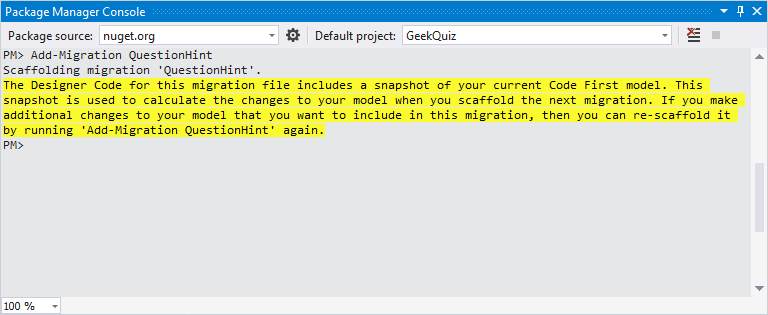 Package Manager Console
Package source: nuget.org Default project: GeekQuiz
PM> Add-Migration QuestionHint
Scaffolding migration 'QuestionHint'.
The Designer Code for this migration file includes a snapshot of your current Code First model. This
snapshot is used to calculate the changes to your model when you scaffold the next migration. If you make
additional changes to your model that you want to include in this migration, then you can re-scaffold it
by running 'Add-Migration QuestionHint' again.
PM>
100 %